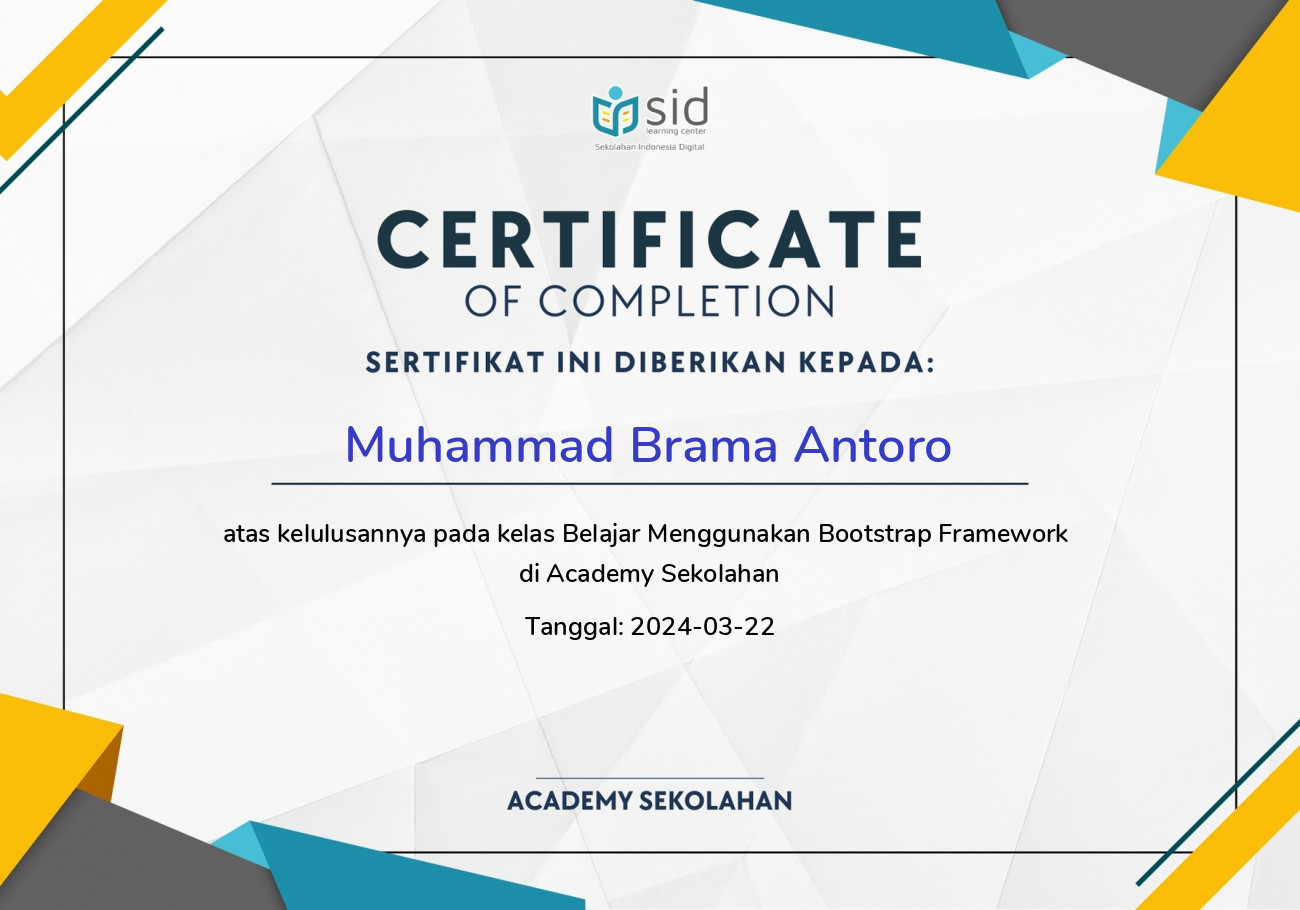 sid
learning center
Sekolahan Indonesia Digital
CERTIFICATE
OF COMPLETION
SERTIFIKAT INI DIBERIKAN KEPADA:
Muhammad Brama Antoro
atas kelulusannya pada kelas Belajar Menggunakan Bootstrap Framework
di Academy Sekolahan
Tanggal: 2024-03-22
ACADEMY SEKOLAHAN